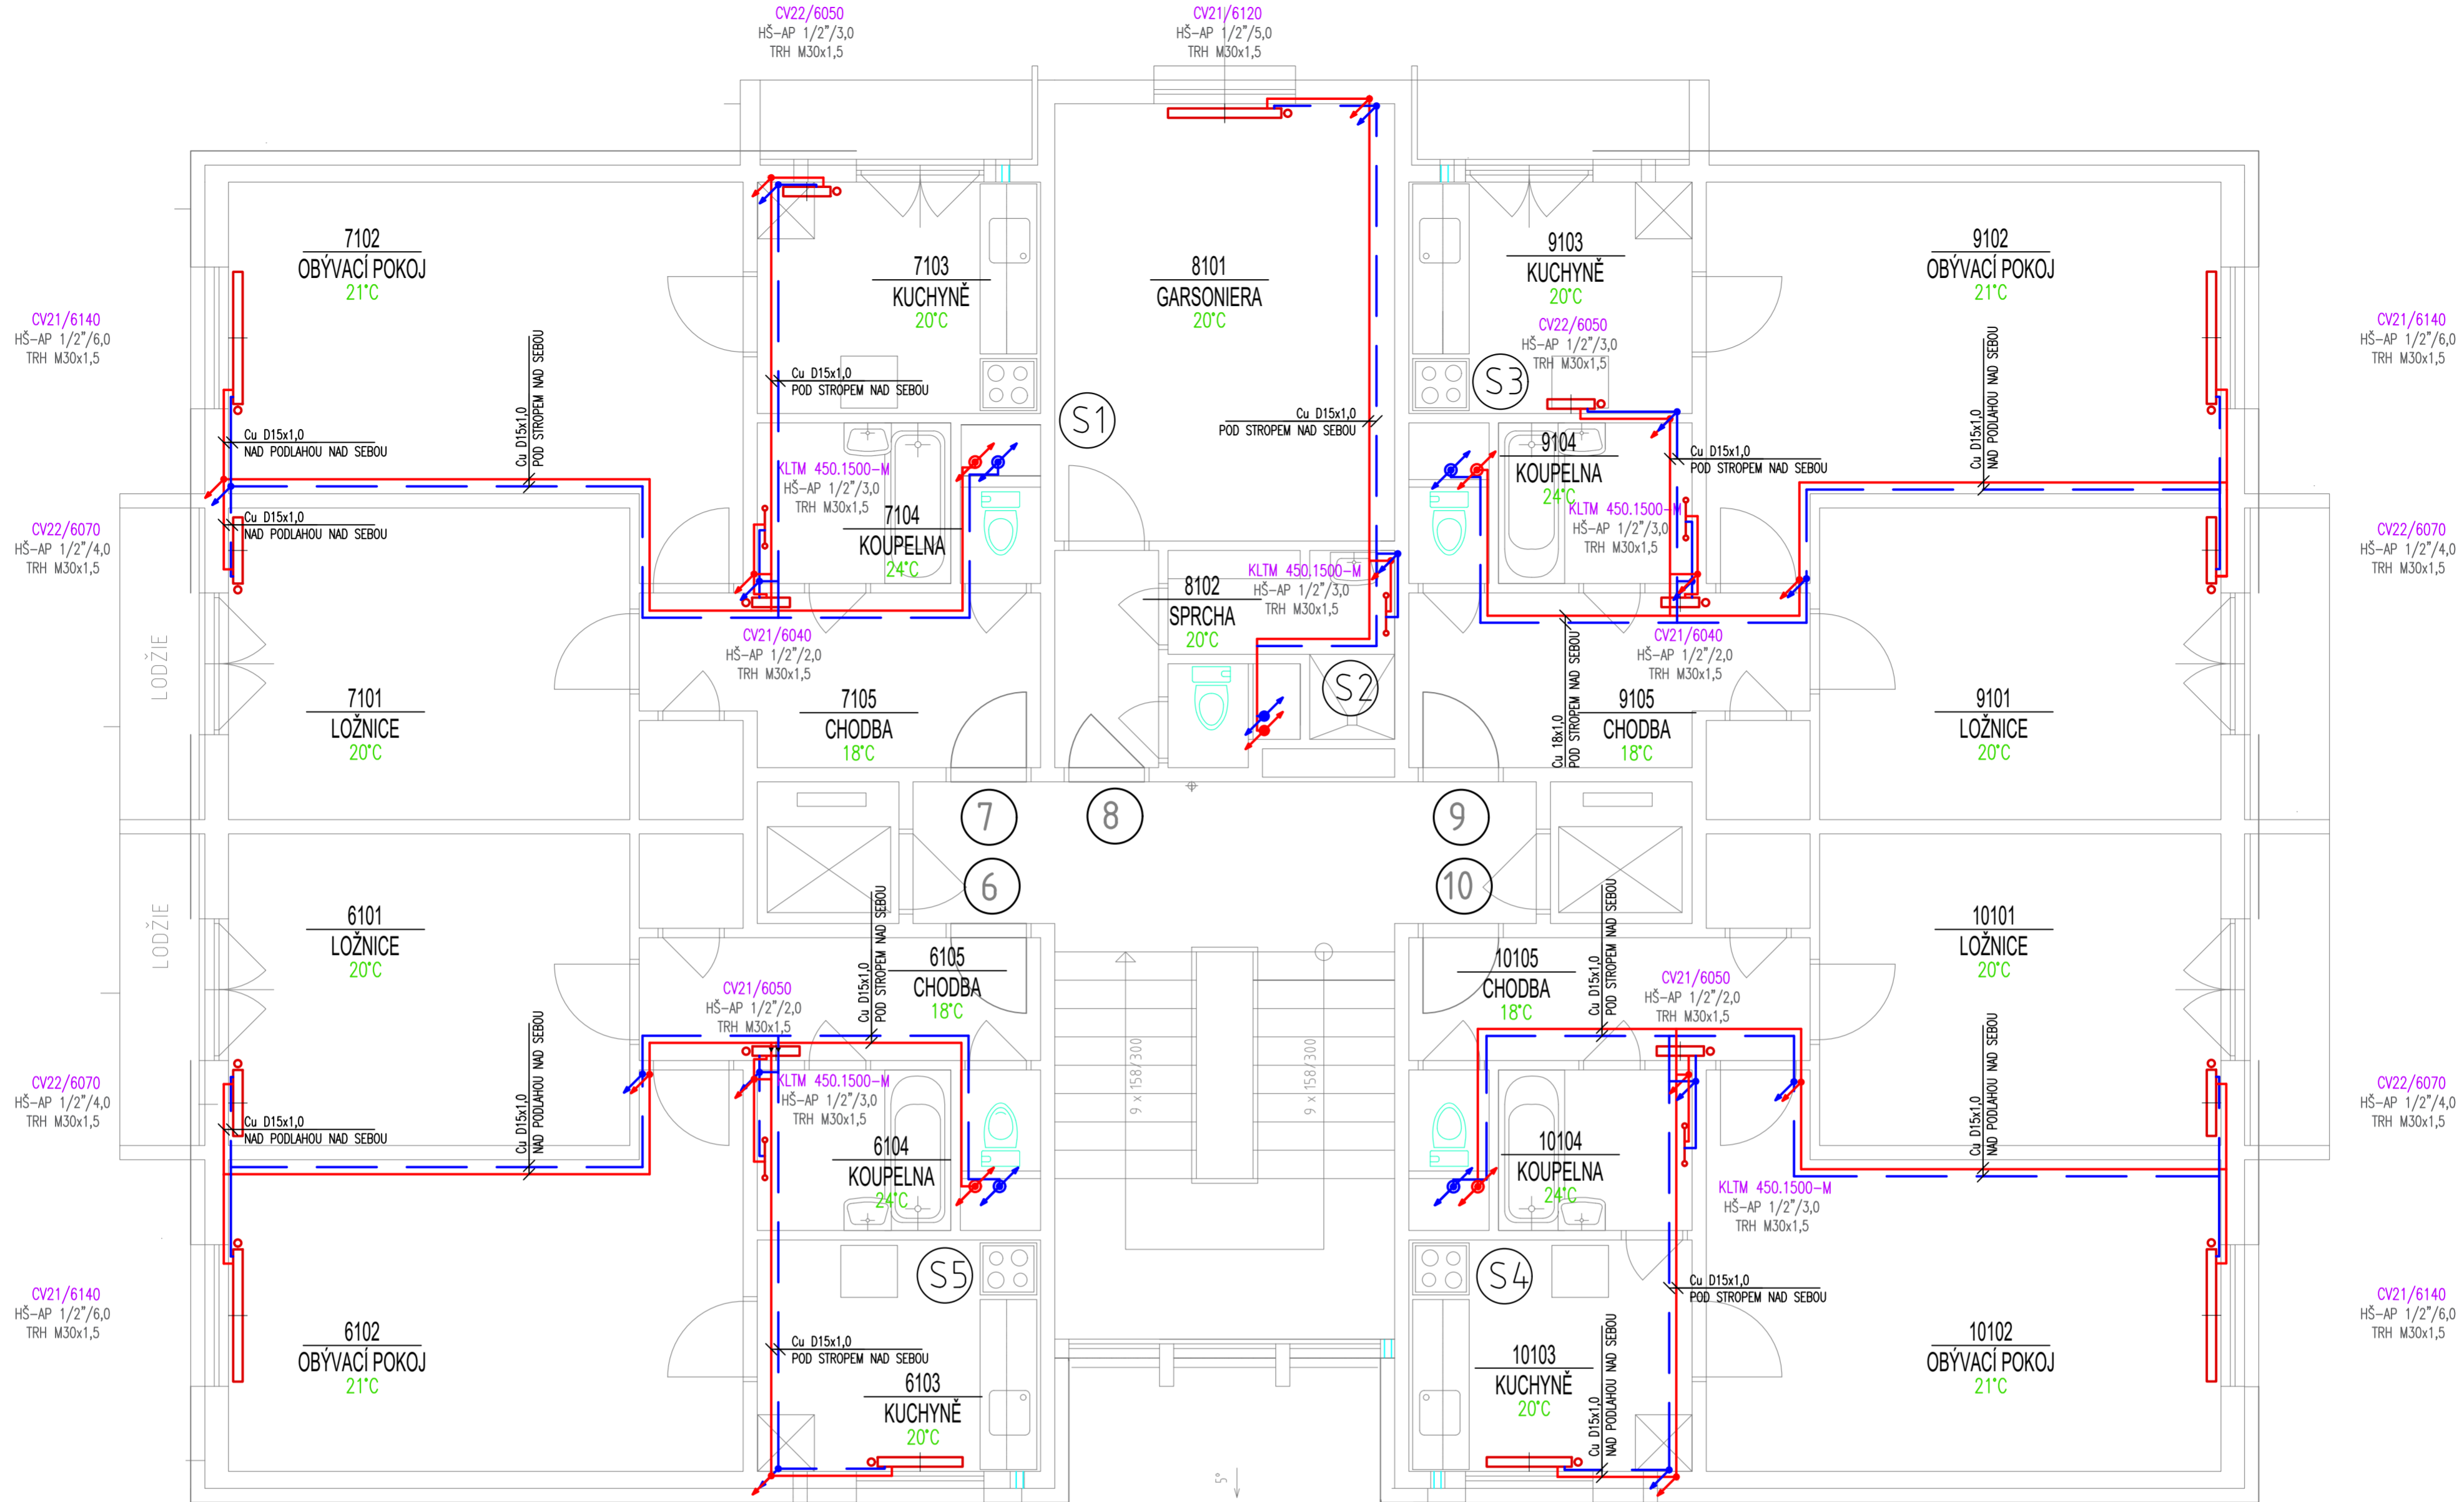 CV22/6050
HŠ-AP 1/2"/3,0
TRH M30x1,5
CV21/6120
HŠ-AP 1/2"/5,0
TRH M30x1,5
7102
OBÝVACÍ POKOJ
21°C
7103
KUCHYNĚ
20°C
8101
GARSONIERA
20°C
9103
KUCHYNĚ
20°C
CV22/6050
HŠ-AP 1/2"/3,0
TRH M30x1,5
9102
OBÝVACÍ POKOJ
21°C
CV21/6140
HŠ-AP 1/2"/6,0
TRH M30x1,5
CV21/6140
HŠ-AP 1/2"/6,0
TRH M30x1,5
Cu D15x1,0
POD STROPEM NAD SEBOU
Cu D15x1,0
POD STROPEM NAD SEBOU
S1
Cu D15x1,0
POD STROPEM NAD SEBOU
S3
Cu D15x1,0
NAD PODLAHOU NAD SEBOU
Cu D15x1,0
NAD PODLAHOU NAD SEBOU
Cu D15x1,0
NAD PODLAHOU NAD SEBOU
KLTM 450.1500-M
HŠ-AP 1/2"/3,0
TRH M30x1,5
7104
KOUPELNA
24°C
9104
KOUPELNA
24°C
KLTM 450.1500-M
HŠ-AP 1/2"/3,0
TRH M30x1,5
Cu D15x1,0
POD STROPEM NAD SEBOU
CV22/6070
HŠ-AP 1/2"/4,0
TRH M30x1,5
CV22/6070
HŠ-AP 1/2"/4,0
TRH M30x1,5
8102
SPRCHA
20°C
KLTM 450.1500-M
HŠ-AP 1/2"/3,0
TRH M30x1,5
LODŽIE
CV21/6040
HŠ-AP 1/2"/2,0
TRH M30x1,5
CV21/6040
HŠ-AP 1/2"/2,0
TRH M30x1,5
7101
LOŽNICE
20°C
7105
CHODBA
18°C
S2
Cu 18x1,0
POD STROPEM NAD SEBOU
9105
CHODBA
18°C
9101
LOŽNICE
20°C
7
8
9
6
10
LODŽIE
6101
LOŽNICE
20°C
Cu D15x1,0
POD STROPEM NAD SEBOU
6105
CHODBA
18°C
10105
CHODBA
18°C
Cu D15x1,0
POD STROPEM NAD SEBOU
10101
LOŽNICE
20°C
CV21/6050
HŠ-AP 1/2"/2,0
TRH M30x1,5
CV21/6050
HŠ-AP 1/2"/2,0
TRH M30x1,5
Cu D15x1,0
NAD PODLAHOU NAD SEBOU
Cu D15x1,0
NAD PODLAHOU NAD SEBOU
9 x 158/300
9 x 158/300
CV22/6070
HŠ-AP 1/2"/4,0
TRH M30x1,5
CV22/6070
HŠ-AP 1/2"/4,0
TRH M30x1,5
Cu D15x1,0
NAD PODLAHOU NAD SEBOU
KLTM 450.1500-M
HŠ-AP 1/2"/3,0
TRH M30x1,5
6104
KOUPELNA
24°C
10104
KOUPELNA
24°C
KLTM 450.1500-M
HŠ-AP 1/2"/3,0
TRH M30x1,5
S5
S4
Cu D15x1,0
POD STROPEM NAD SEBOU
CV21/6140
HŠ-AP 1/2"/6,0
TRH M30x1,5
CV21/6140
HŠ-AP 1/2"/6,0
TRH M30x1,5
6102
OBÝVACÍ POKOJ
21°C
Cu D15x1,0
POD STROPEM NAD SEBOU
6103
KUCHYNĚ
20°C
10103
KUCHYNĚ
20°C
Cu D15x1,0
NAD PODLAHOU NAD SEBOU
10102
OBÝVACÍ POKOJ
21°C
5°